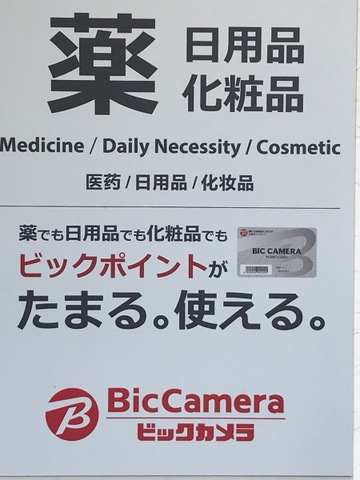 薬 日用品
化粧品
Medicine / Daily Necessity / Cosmetic
医药 / 日用品 / 化妆品
薬でも日用品でも化粧品でも
ビックポイントが
BIC CAMERA
POINT CARD
たまる。使える。
B BicCamera
ビックカメラ